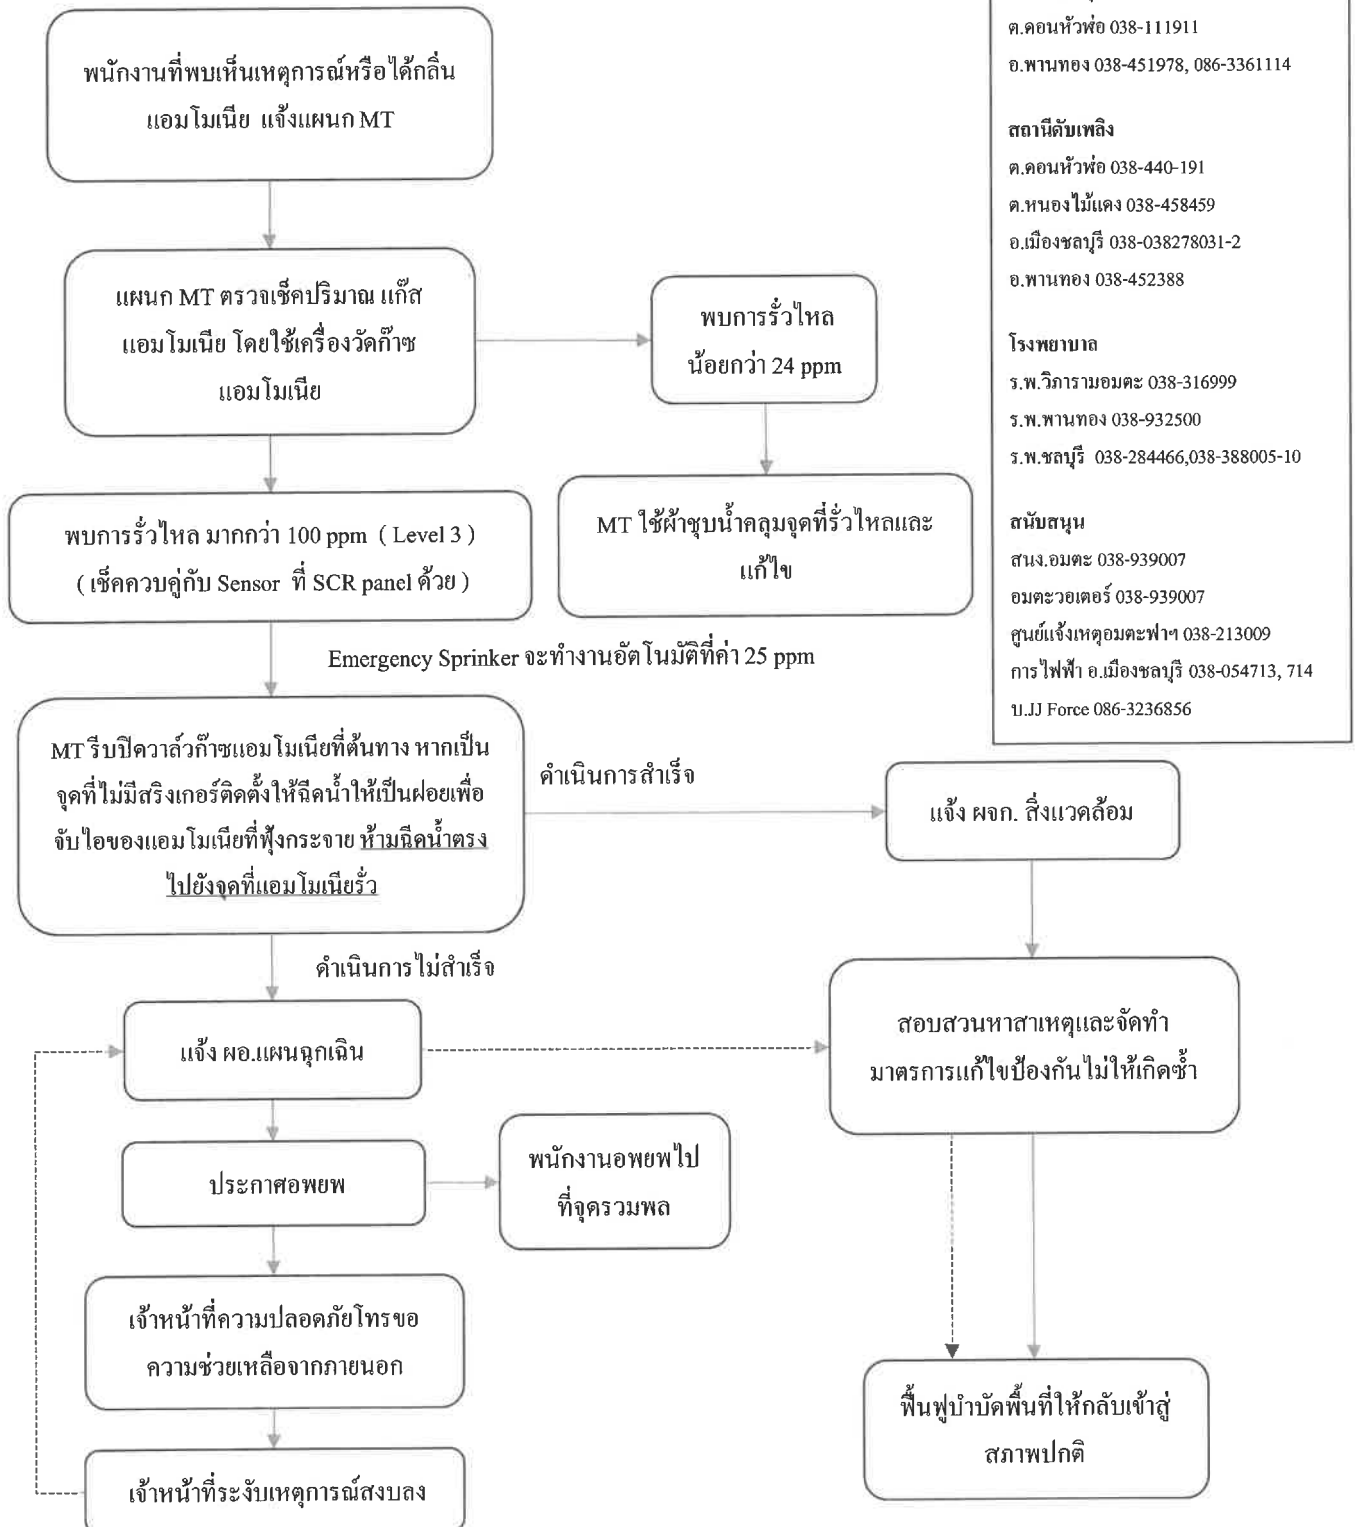 พนักงานที่พบเห็นเหตุการณ์หรือได้กลิ่น
แอมโมเนีย แจ้งแผนก MT
แผนก MT ตรวจเช็คปริมาณ แก๊ส
แอมโมเนีย โดยใช้เครื่องวัดก๊าซ
แอมโมเนีย
พบการรั่วไหล
น้อยกว่า 24 ppm
MT ใช้ผ้าชุบน้ำคลุมจุดที่รั่วไหลและ
แก้ไข
พบการรั่วไหล มากกว่า 100 ppm ( Level 3 )
( เช็คควบคู่กับ Sensor ที่ SCR panel ด้วย )
Emergency Sprinker จะทำงานอัตโนมัติที่ค่า 25 ppm
MT รีบปิดวาล์วก๊าซแอมโมเนียที่ต้นทาง หากเป็น
จุดที่ไม่มีสริงเกอร์ติดตั้งให้ฉีดน้ำให้เป็นฝอยเพื่อ
จับไอของแอมโมเนียที่ฟุ้งกระจาย ห้ามฉีดน้ำตรง
ไปยังจุดที่แอมโมเนียรั่ว
ดำเนินการสำเร็จ
แจ้ง ผจก. สิ่งแวดล้อม
ดำเนินการไม่สำเร็จ
แจ้ง ผอ.แผนฉุกเฉิน
สอบสวนหาสาเหตุและจัดทำ
มาตรการแก้ไขป้องกันไม่ให้เกิดซ้ำ
ประกาศอพยพ
พนักงานอพยพไป
ที่จุดรวมพล
เจ้าหน้าที่ความปลอดภัยโทรขอ
ความช่วยเหลือจากภายนอก
เจ้าหน้าที่ระงับเหตุการณ์สงบลง
ฟื้นฟูบำบัดพื้นที่ให้กลับเข้าสู่
สภาพปกติ
ต.ดอนหัวฬ่อ 038-111911
อ.พานทอง 038-451978, 086-3361114
สถานีดับเพลิง
ต.ดอนหัวฬ่อ 038-440-191
ต.หนองไม้แดง 038-458459
อ.เมืองชลบุรี 038-038278031-2
อ.พานทอง 038-452388
โรงพยาบาล
ร.พ.วิภารามอมตะ 038-316999
ร.พ.พานทอง 038-932500
ร.พ.ชลบุรี 038-284466,038-388005-10
สนับสนุน
สนง.อมตะ 038-939007
อมตะวอเตอร์ 038-939007
ศูนย์แจ้งเหตุอมตะฟาฯ 038-213009
การไฟฟ้า อ.เมืองชลบุรี 038-054713, 714
บ.JJ Force 086-3236856